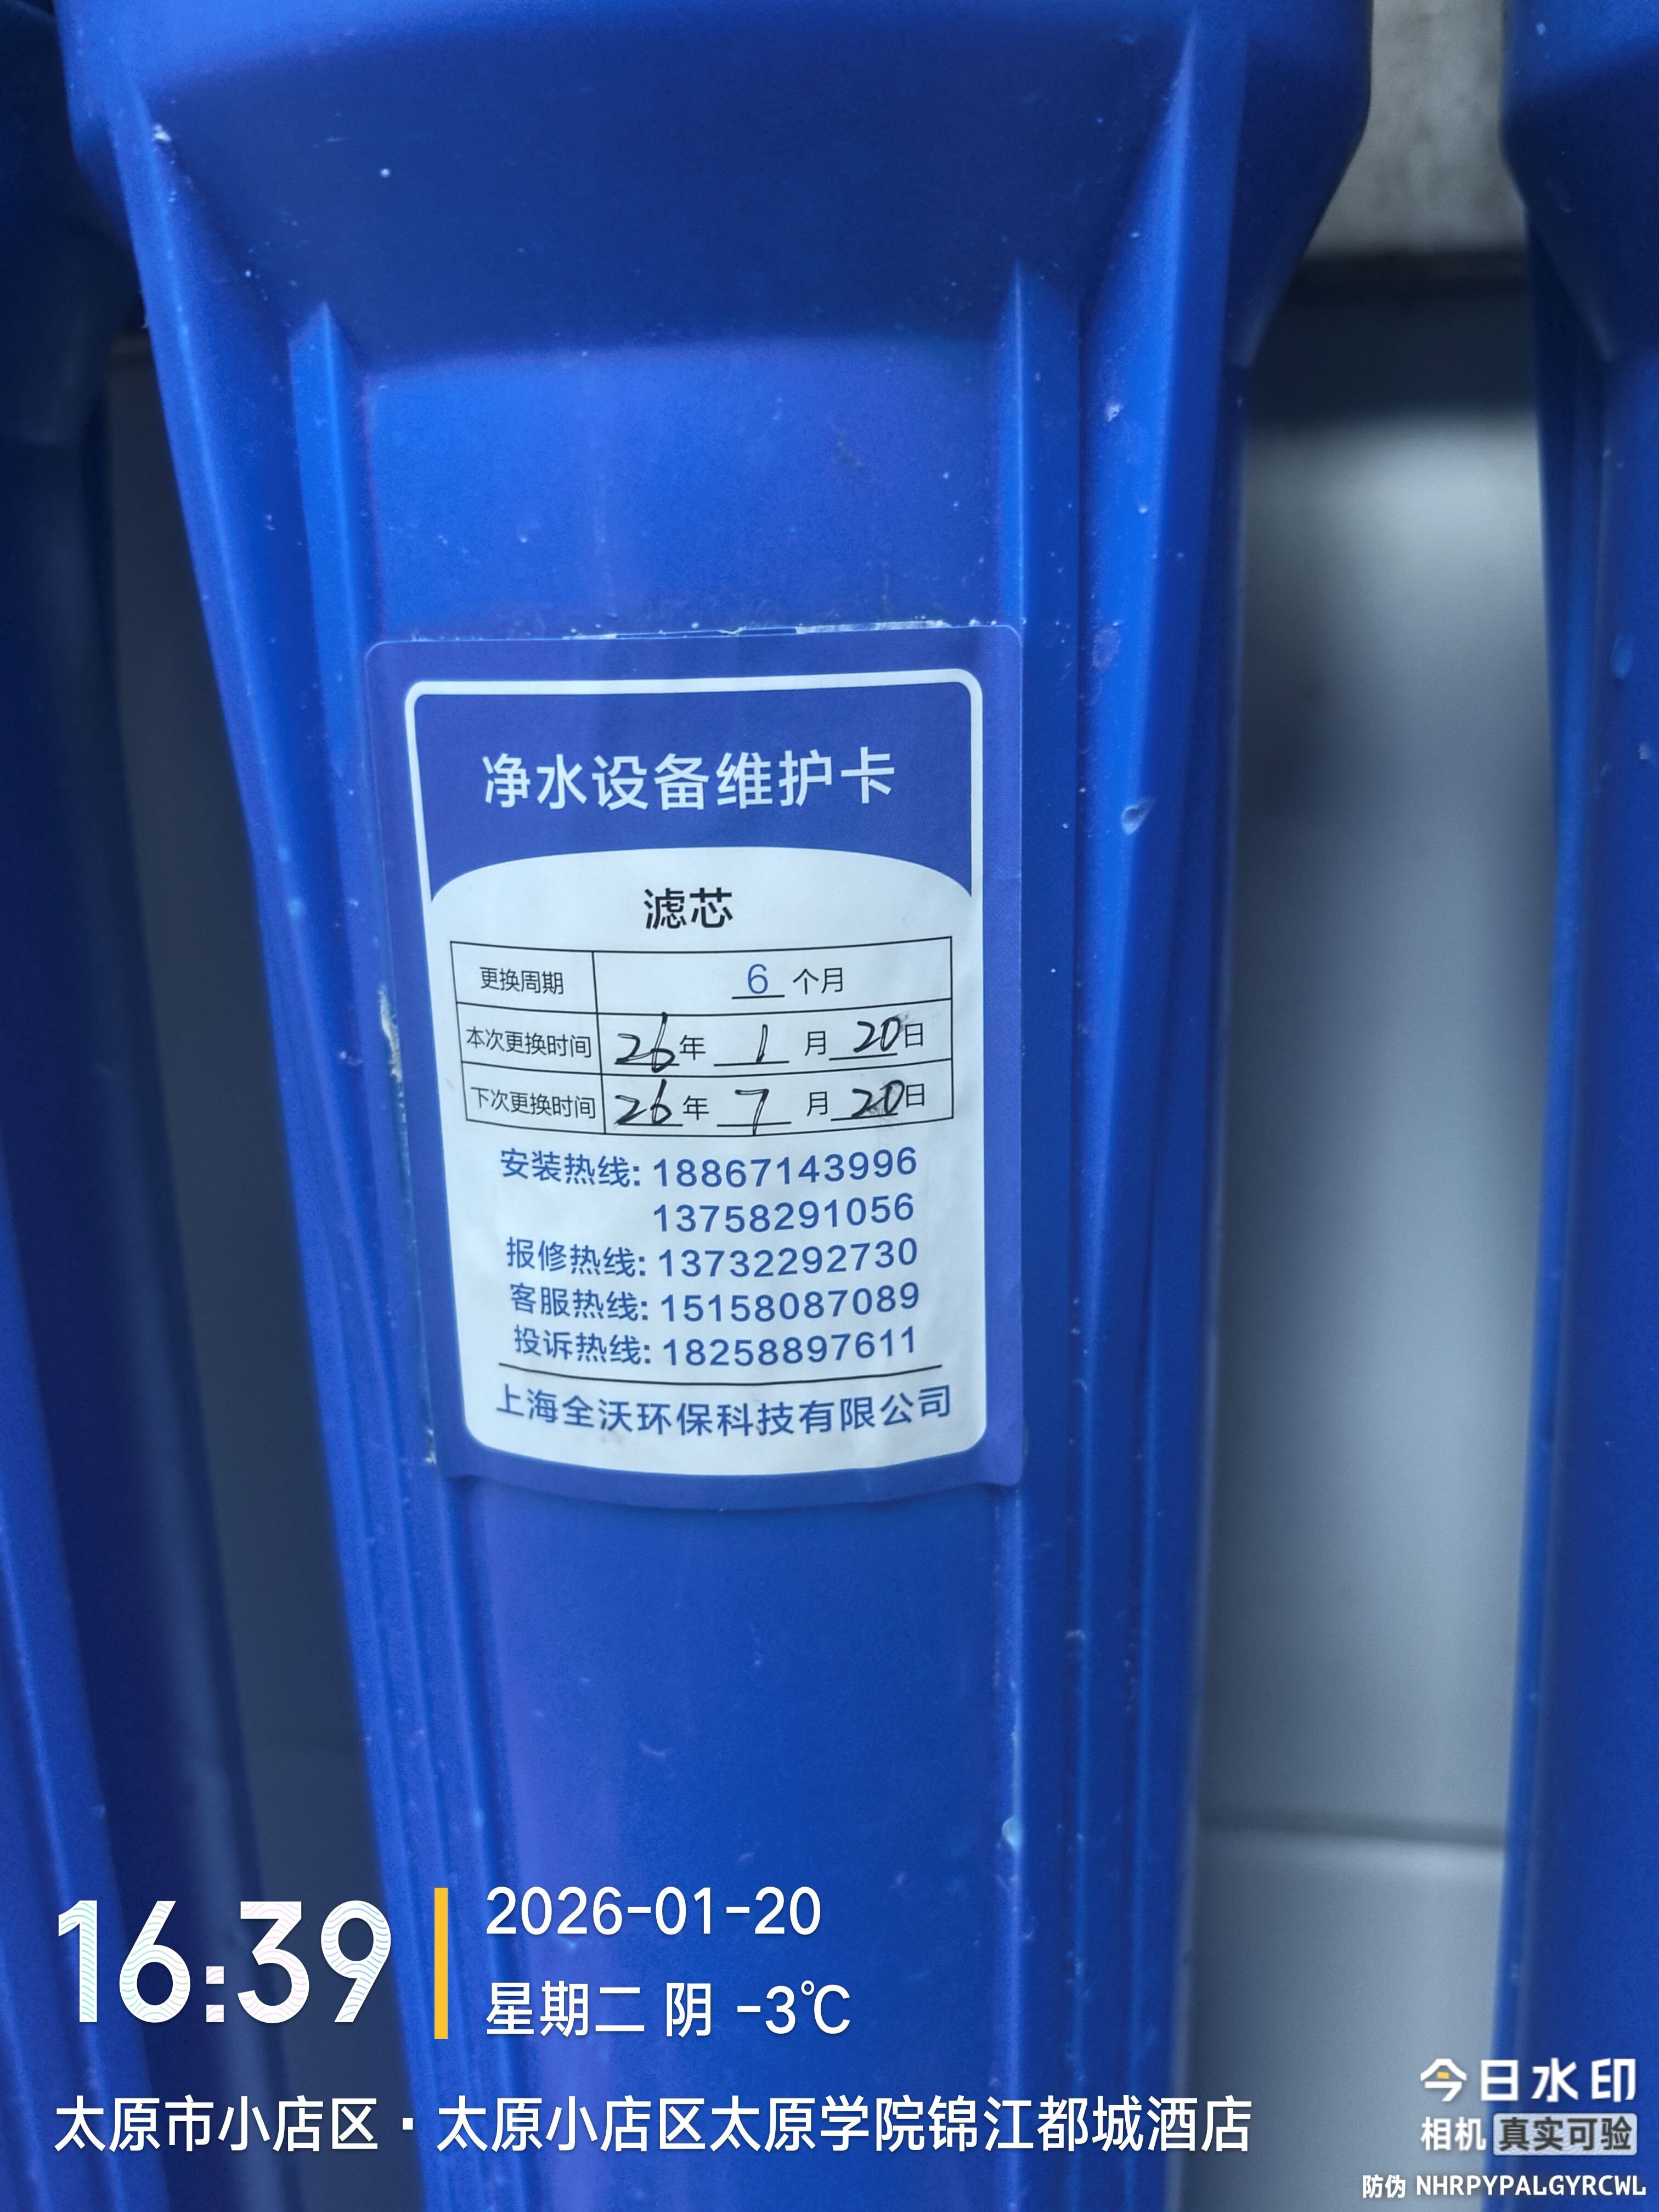 净水设备维护卡
滤芯
更换周期 6 个月
本次更换时间 26年 1 月 20日
下次更换时间 26年 7 月 20日
安装热线: 18867143996
13758291056
报修热线: 13732292730
客服热线: 15158087089
投诉热线: 18258897611
上海全沃环保科技有限公司
16:39
2026-01-20
星期二 阴 -3℃
太原市小店区·太原小店区太原学院锦江都城酒店
今日水印
相机 真实可验
防伪 NHRPYPALGYRCWL